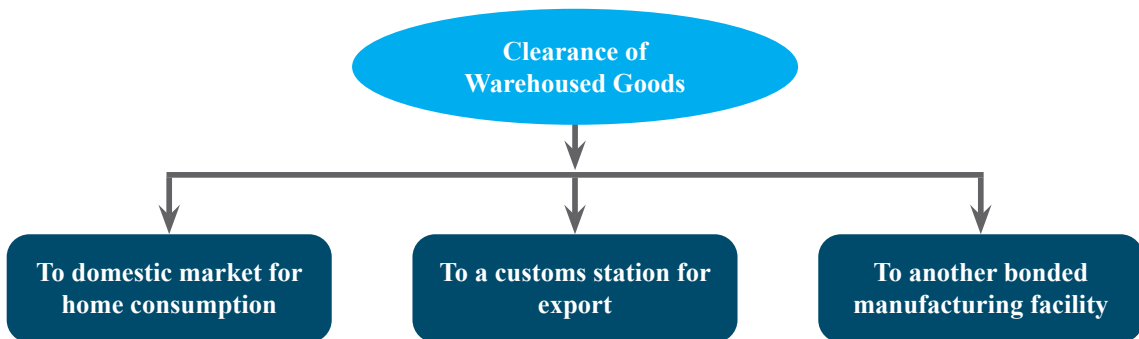 Clearance of
Warehoused Goods
To domestic market for
home consumption
To a customs station for
export
To another bonded
manufacturing facility